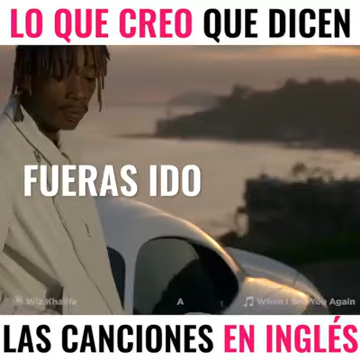 LO QUE CREO QUE DICEN
FUERAS IDO
Wiz Khalifa A When I See You Again
LAS CANCIONES EN INGLÉS